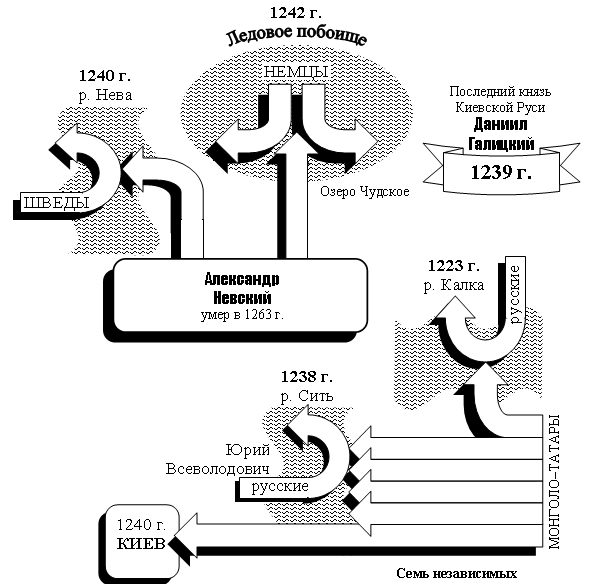 1242 г.
Ледовое побоище
НЕМЦЫ
1240 г.
р. Нева
Последний князь
Киевской Руси
Даниил
Галицкий
1239 г.
ШВЕДЫ
Озеро Чудское
Александр
Невский
умер в 1263 г.
1223 г.
р. Калка
русские
1238 г.
р. Сить
Юрий
Всеволодович
русские
МОНГОЛО-ТАТАРЫ
1240 г.
КИЕВ
Семь независимых